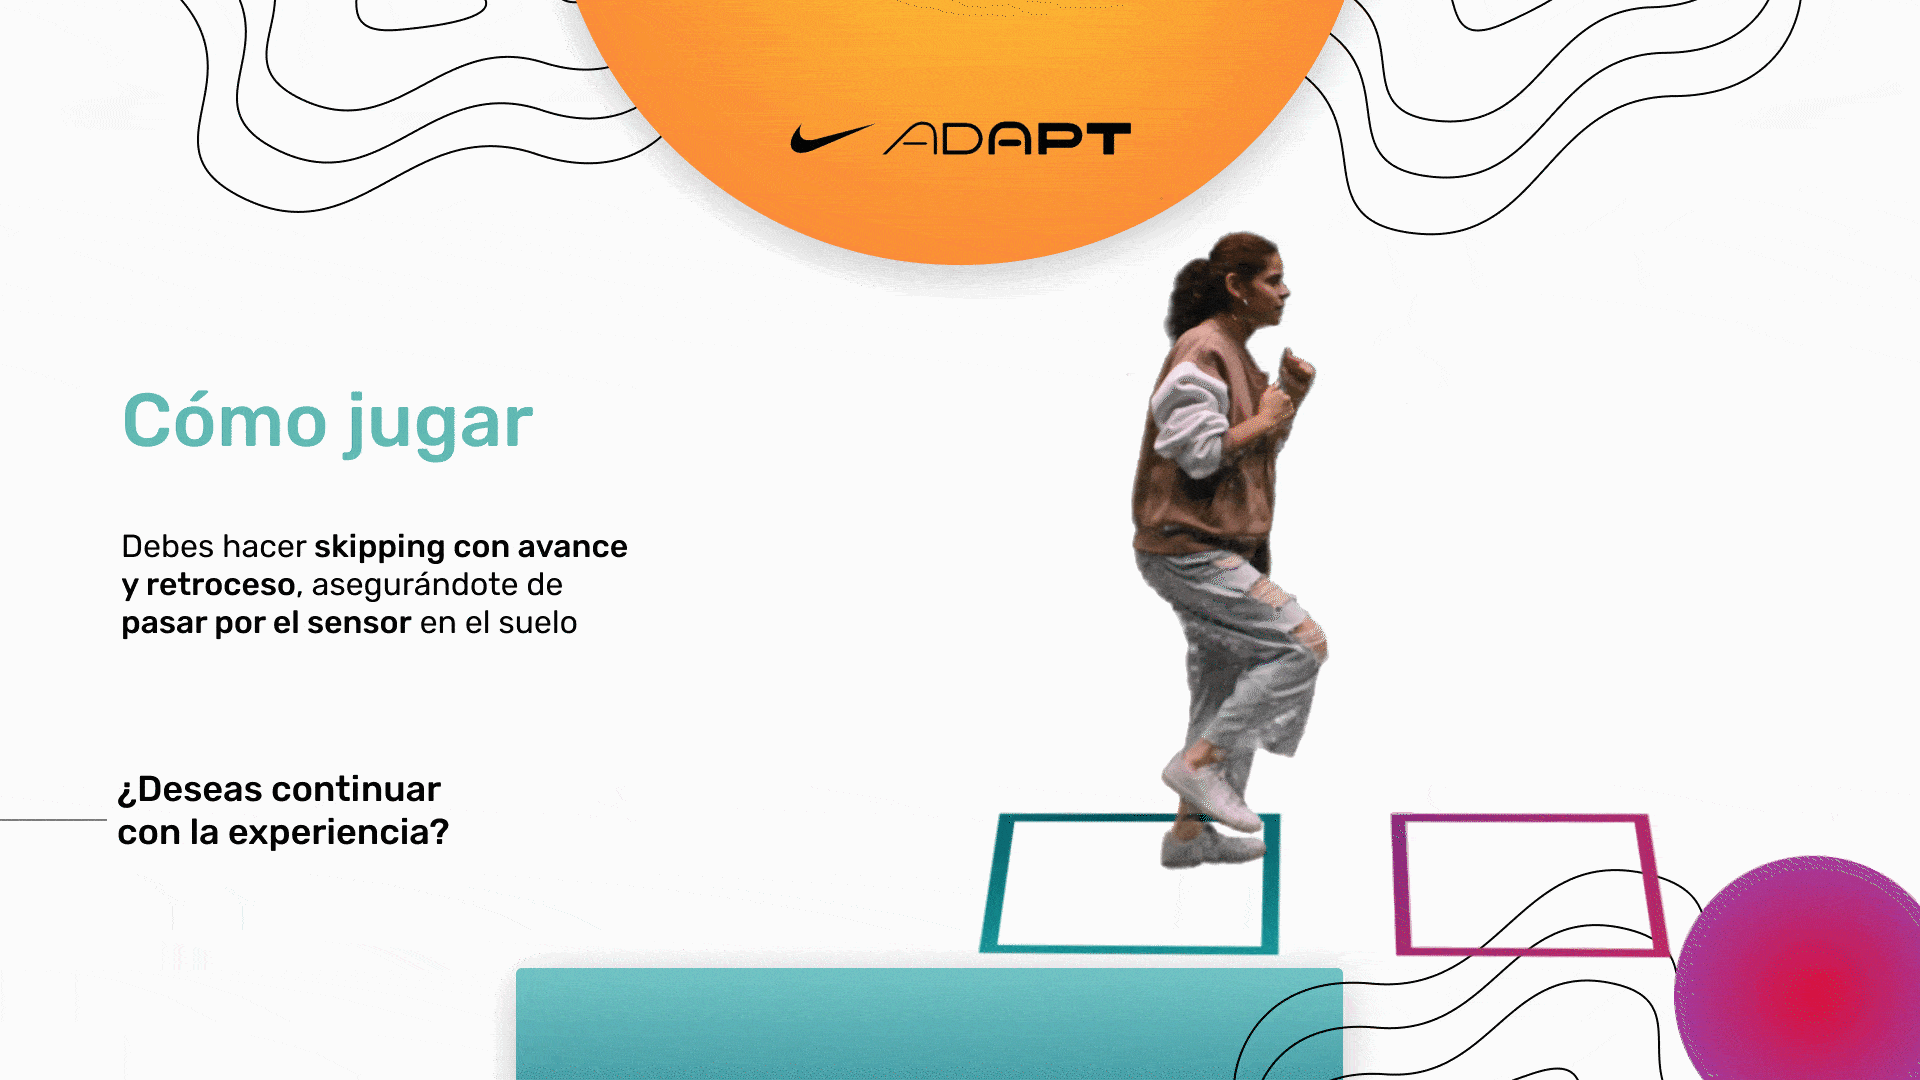 ADAPT
Cómo jugar
Debes hacer skipping con avance
y retroceso, asegurándote de
pasar por el sensor en el suelo
¿Deseas continuar
con la experiencia?